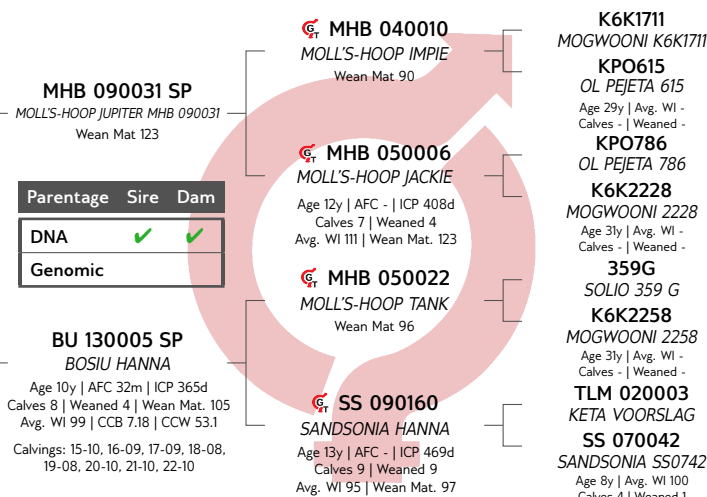 MHB 090031 SP
MOLL'S-HOOP JUPITER MHB 090031
Wean Mat 123
Parentage Sire Dam
DNA ✔ ✔
Genomic
BU 130005 SP
BOSIU HANNA
Age 10y | AFC 32m | ICP 365d
Calves 8 | Weaned 4 | Wean Mat. 105
Avg. WI 99 | CCB 7.18 | CCW 53.1
Calvings: 15-10, 16-09, 17-09, 18-08,
19-08, 20-10, 21-10, 22-10
GT MHB 040010
MOLL'S-HOOP IMPIE
Wean Mat 90
GT MHB 050006
MOLL'S-HOOP JACKIE
Age 12y | AFC - | ICP 408d
Calves 7 | Weaned 4
Avg. WI 111 | Wean Mat. 123
GT MHB 050022
MOLL'S-HOOP TANK
Wean Mat 96
GT SS 090160
SANDSONIA HANNA
Age 13y | AFC - | ICP 469d
Calves 9 | Weaned 9
Avg. WI 95 | Wean Mat. 97
K6K1711
MOGWOONI K6K1711
KPO615
OL PEJETA 615
Age 29y | Avg. WI -
Calves - | Weaned -
KPO786
OL PEJETA 786
K6K2228
MOGWOONI 2228
Age 31y | Avg. WI -
Calves - | Weaned -
359G
SOLIO 359 G
K6K2258
MOGWOONI 2258
Age 31y | Avg. WI -
Calves - | Weaned -
TLM 020003
KETA VOORSLAG
SS 070042
SANDSONIA SS0742
Age 8y | Avg. WI 100
Calves 4 | Weaned 1